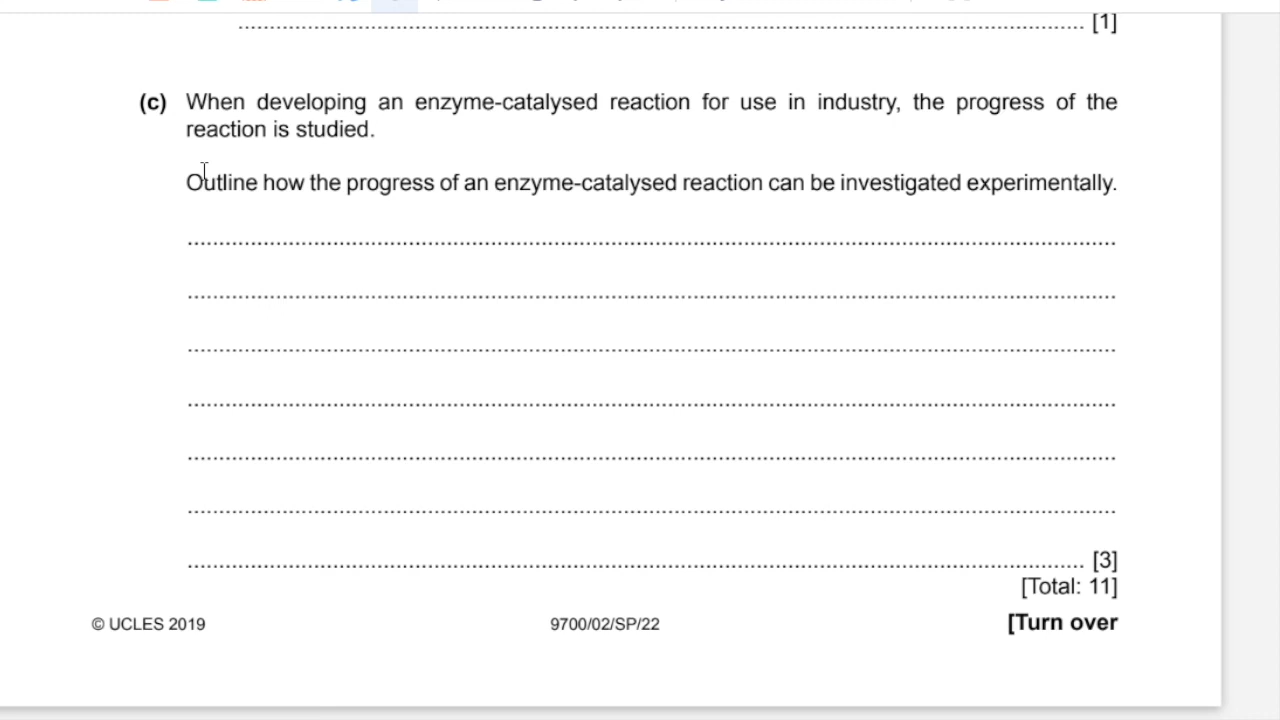 [1]
(c) When developing an enzyme-catalysed reaction for use in industry, the progress of the
reaction is studied.
Outline how the progress of an enzyme-catalysed reaction can be investigated experimentally.
[3]
[Total: 11]
© UCLES 2019 9700/02/SP/22 [Turn over